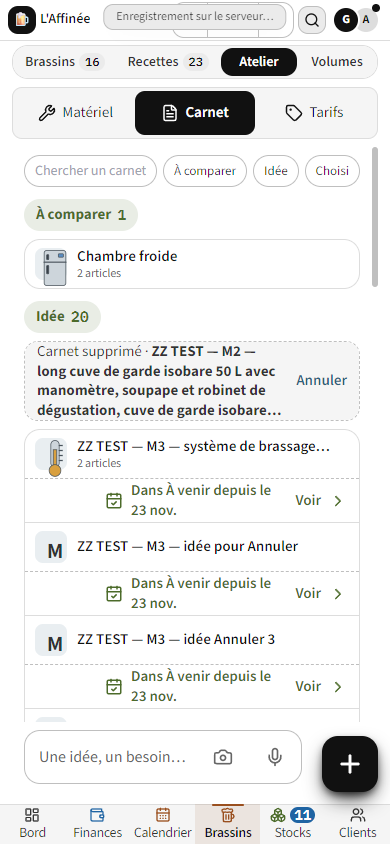 L'Affinée
Enregistrement sur le serveur…
G
A
Brassins 16
Recettes 23
Atelier
Volumes
Matériel
Carnet
Tarifs
Chercher un carnet
À comparer
Idée
Choisi
À comparer 1
Chambre froide
2 articles
Idée 20
Carnet supprimé · ZZ TEST — M2 —
long cuve de garde isobare 50 L avec
manomètre, soupape et robinet de
dégustation, cuve de garde isobare…
Annuler
ZZ TEST — M3 — système de brassage…
2 articles
Dans À venir depuis le
23 nov.
Voir
M
ZZ TEST — M3 — idée pour Annuler
Dans À venir depuis le
23 nov.
Voir
M
ZZ TEST — M3 — idée Annuler 3
Dans À venir depuis le
23 nov.
Voir
Une idée, un besoin…
Bord
Finances
Calendrier
Brassins
11
Stocks
Clients